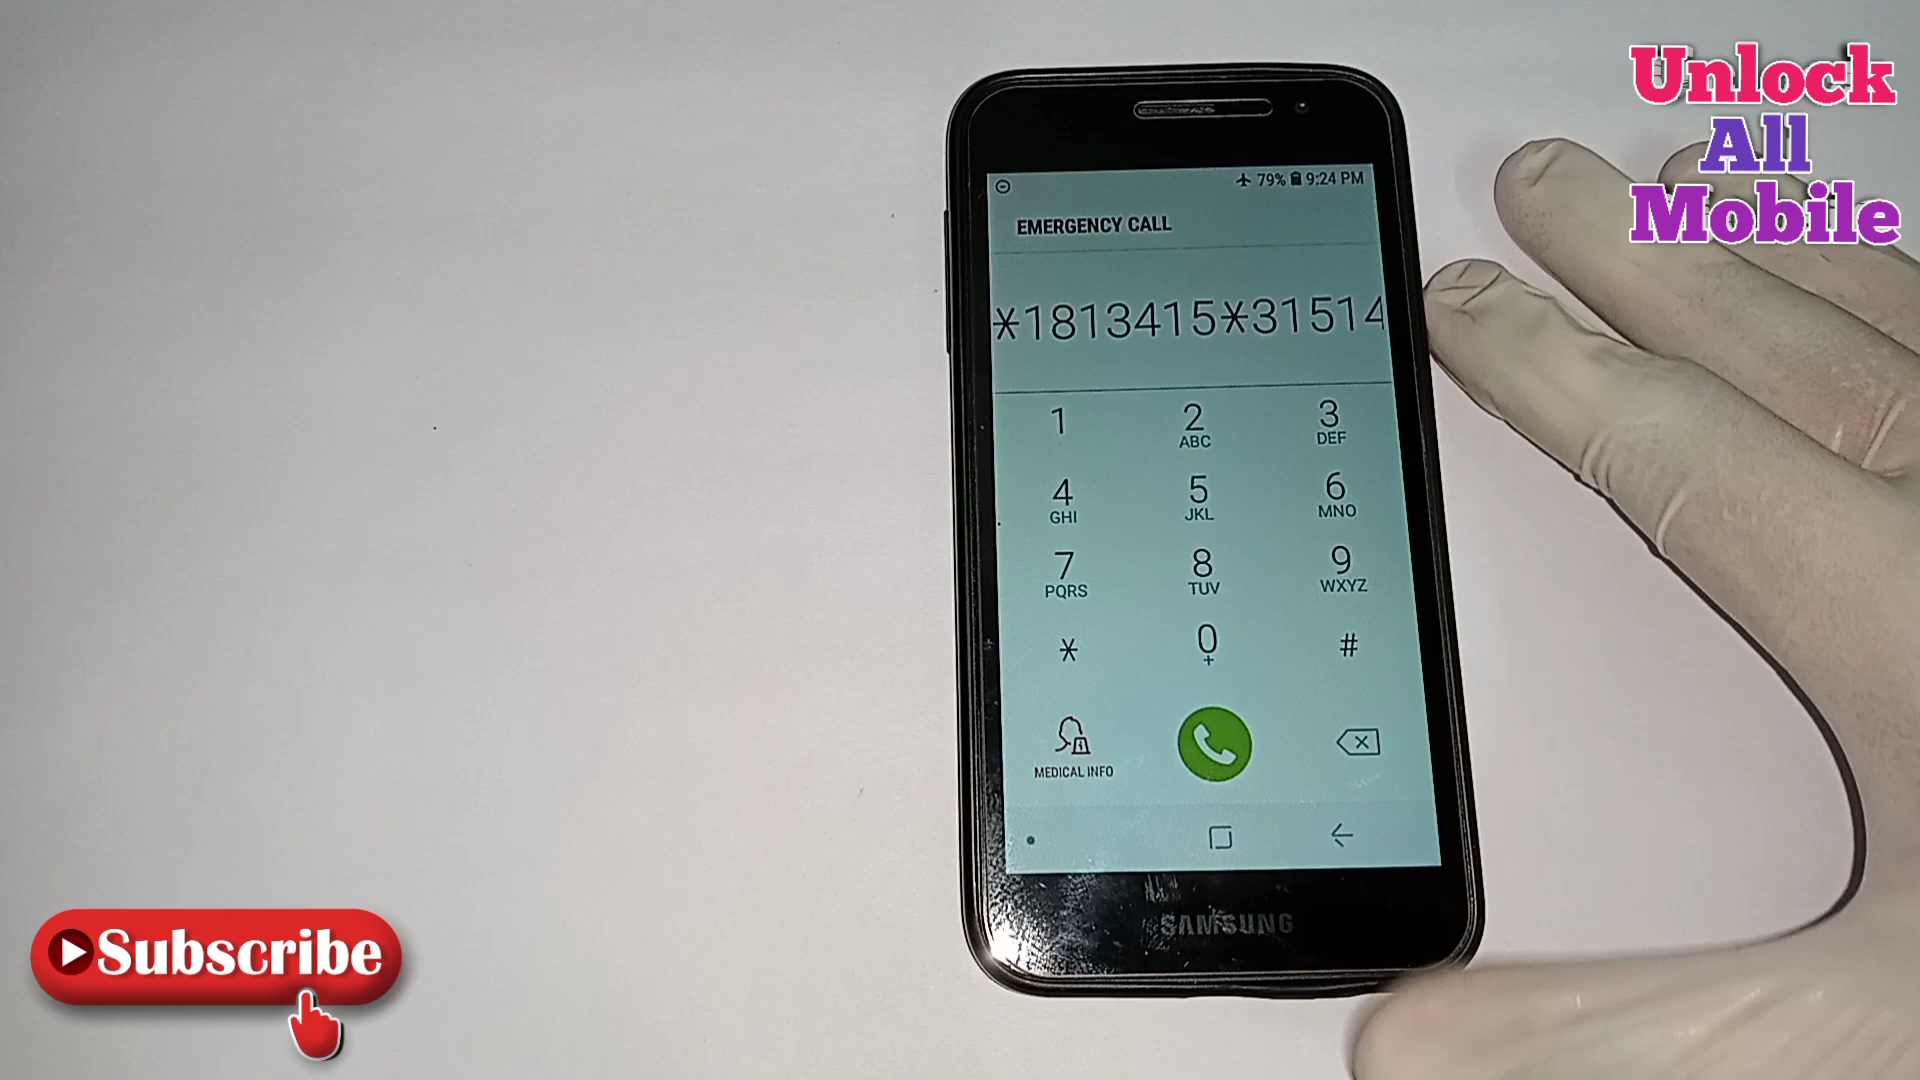 Unlock
All
Mobile
79% 9:24 PM
EMERGENCY CALL
*1813415*31514
1
2
ABC
3
DEF
4
GHI
5
JKL
6
MNO
7
PQRS
8
TUV
9
WXYZ
*
0
+
#
MEDICAL INFO
SAMSUNG
Subscribe